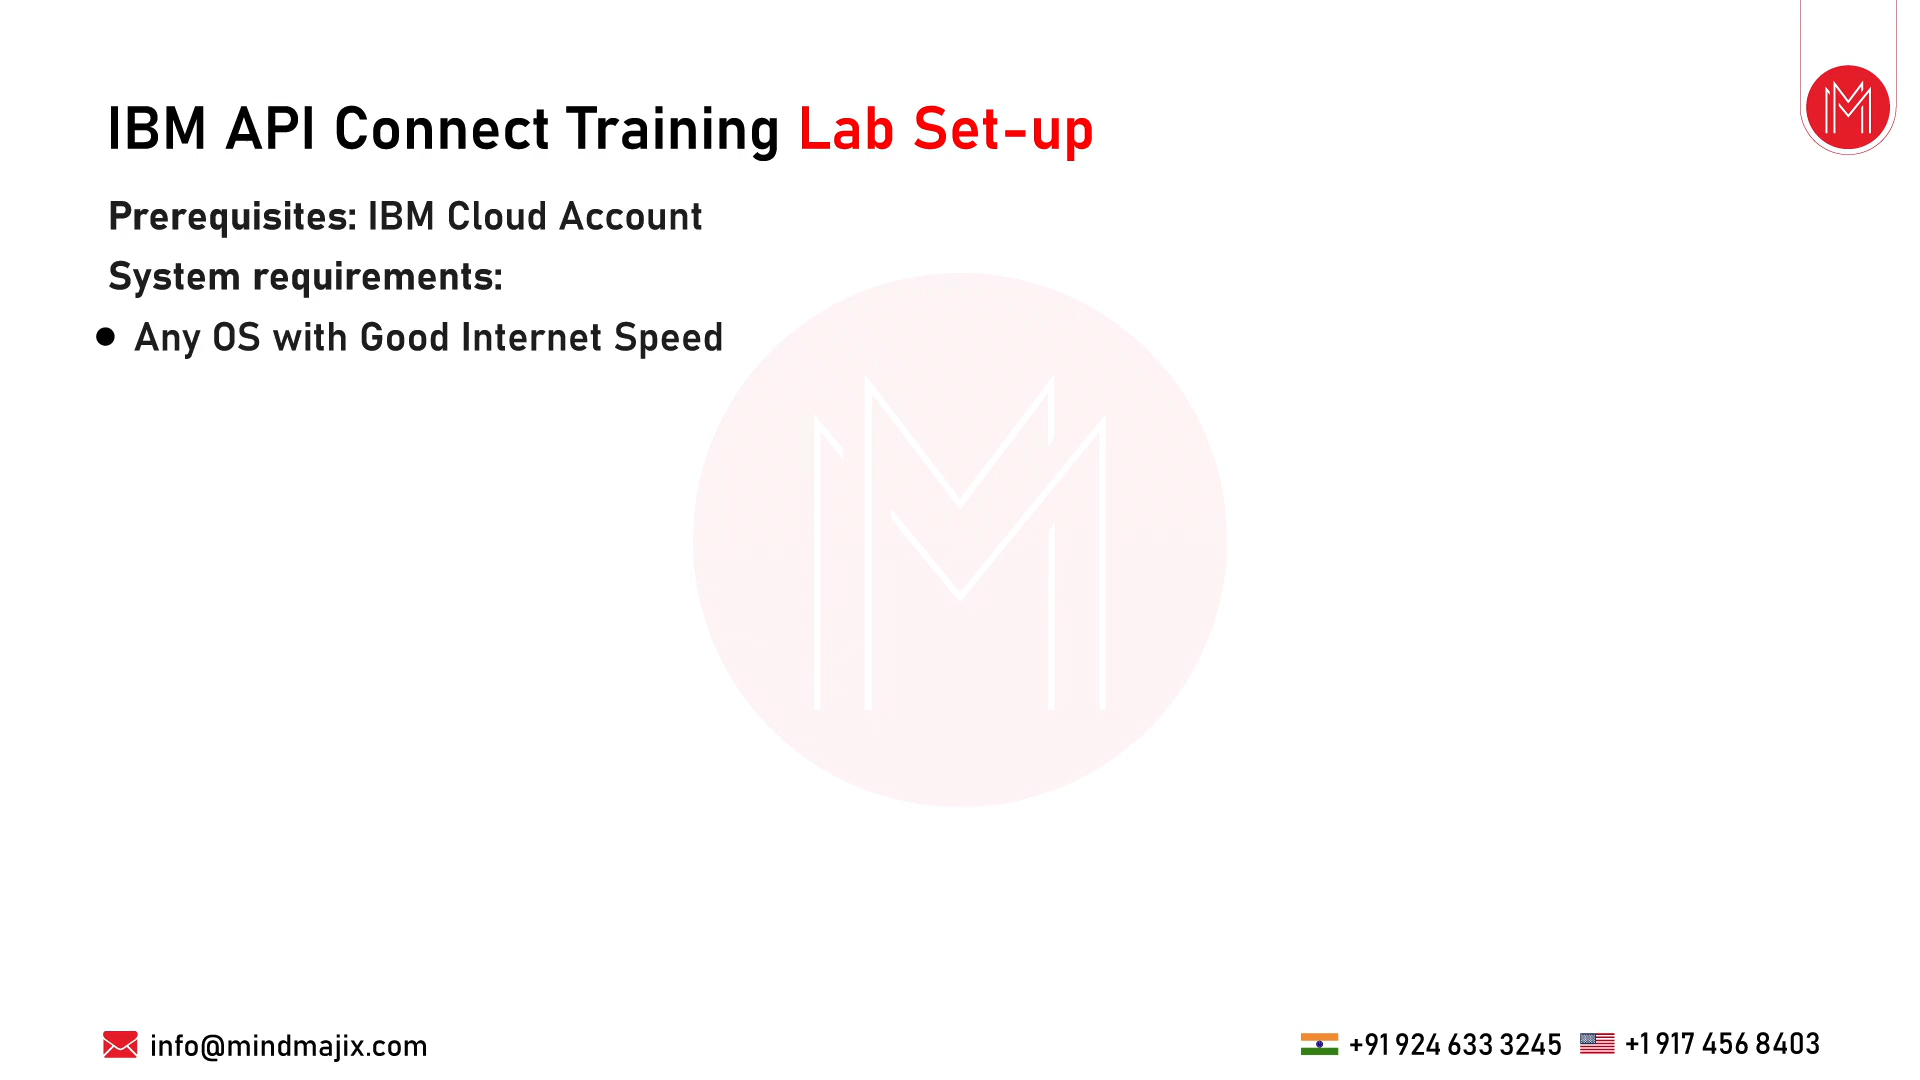 IBM API Connect Training Lab Set-up
Prerequisites: IBM Cloud Account
System requirements:
● Any OS with Good Internet Speed
info@mindmajix.com
+91 924 633 3245
+1 917 456 8403